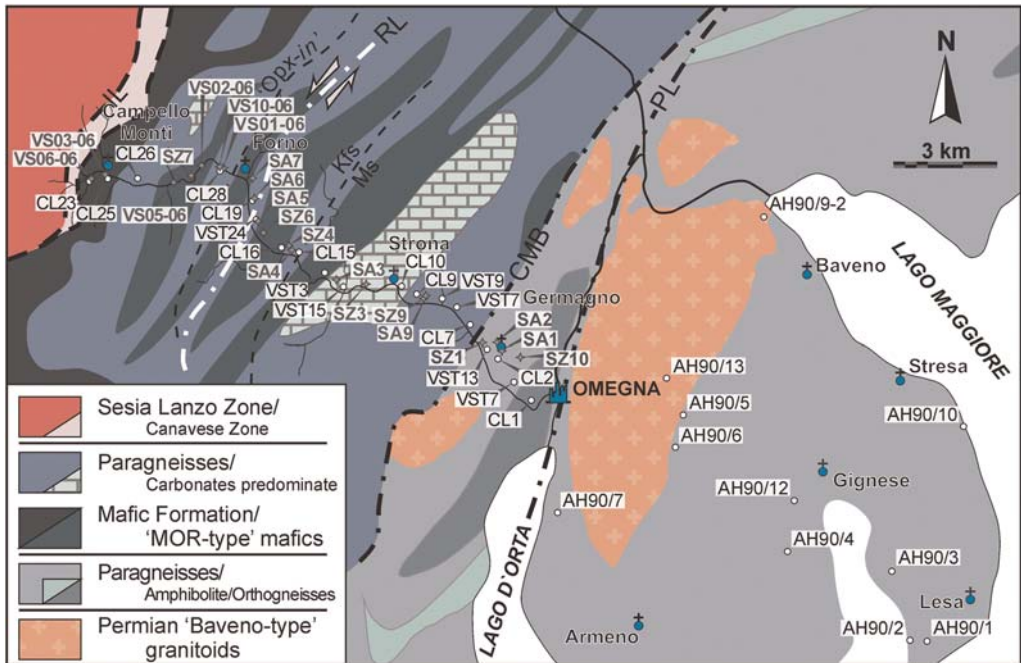 VS02-06
VS10-06
VS01-06
Opx-in'
RL
IL
Campello
Monti
Forno
VS03-06
VS06-06
CL26
SZ7
SA7
SA6
SA5
SZ6
SZ4
Kfs
Ms
CL23
CL25
VS05-06
CL28
CL19
VST24
CL16
SA4
CL15
VST3
VST15
SA3
SZ3
SZ9
SA9
Strona
CL10
CL9
VST9
VST7
CMB
PL
Germagno
SA2
SA1
SZ10
CL7
SZ1
VST13
VST7
CL2
CL1
OMEGNA
N
3 km
AH90/9-2
Baveno
LAGO MAGGIORE
Stresa
AH90/10
AH90/13
AH90/5
AH90/6
Gignese
AH90/12
AH90/7
AH90/4
AH90/3
Lesa
AH90/2
AH90/1
Armeno
LAGO D`ORTA
Sesia Lanzo Zone/
Canavese Zone
Paragneisses/
Carbonates predominate
Mafic Formation/
'MOR-type' mafics
Paragneisses/
Amphibolite/Orthogneisses
Permian 'Baveno-type'
granitoids